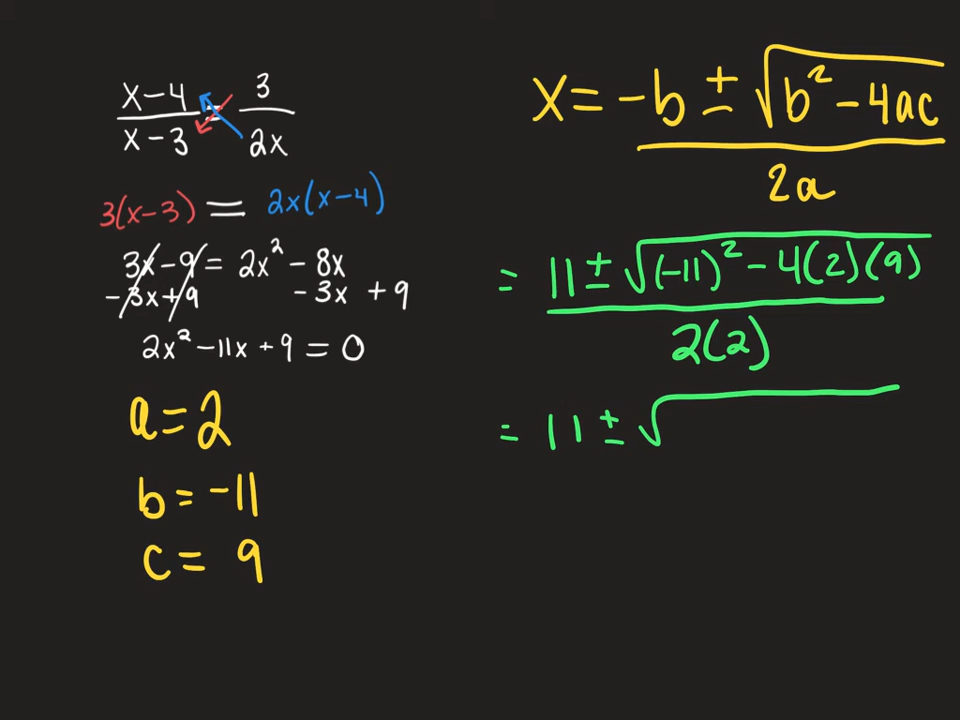 x-4/x-3 = 3/2x
3(x-3) = 2x(x-4)
3x-9 = 2x² - 8x
-3x+9 - 3x + 9
2x² -11x +9 = 0
a = 2
b = -11
c = 9
x = -b ± √b² - 4ac
2a
= 11 ± √(-11)² - 4(2)(9)
2(2)
= 11 ± √